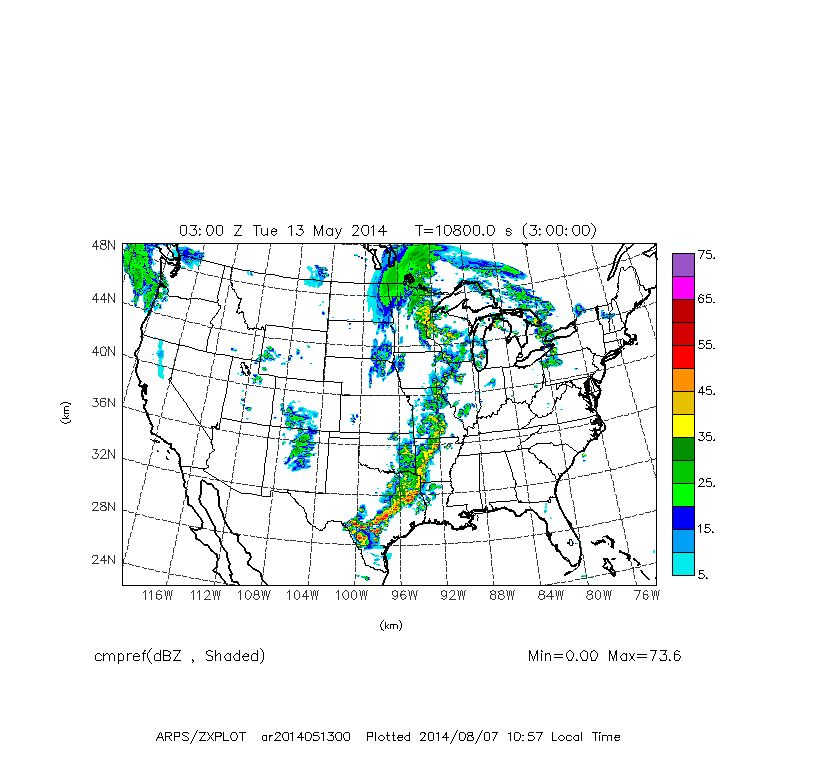 03:00 Z Tue 13 May 2014 T=10800.0 s (3:00:00)
48N
44N
40N
36N
32N
28N
24N
(km)
116W 112W 108W 104W 100W 96W 92W 88W 84W 80W 76W
(km)
75.
65.
55.
45.
35.
25.
15.
5.
cmpref(dBZ , Shaded)
Min=0.00 Max=73.6
ARPS/ZXPLOT ar2014051300 Plotted 2014/08/07 10:57 Local Time